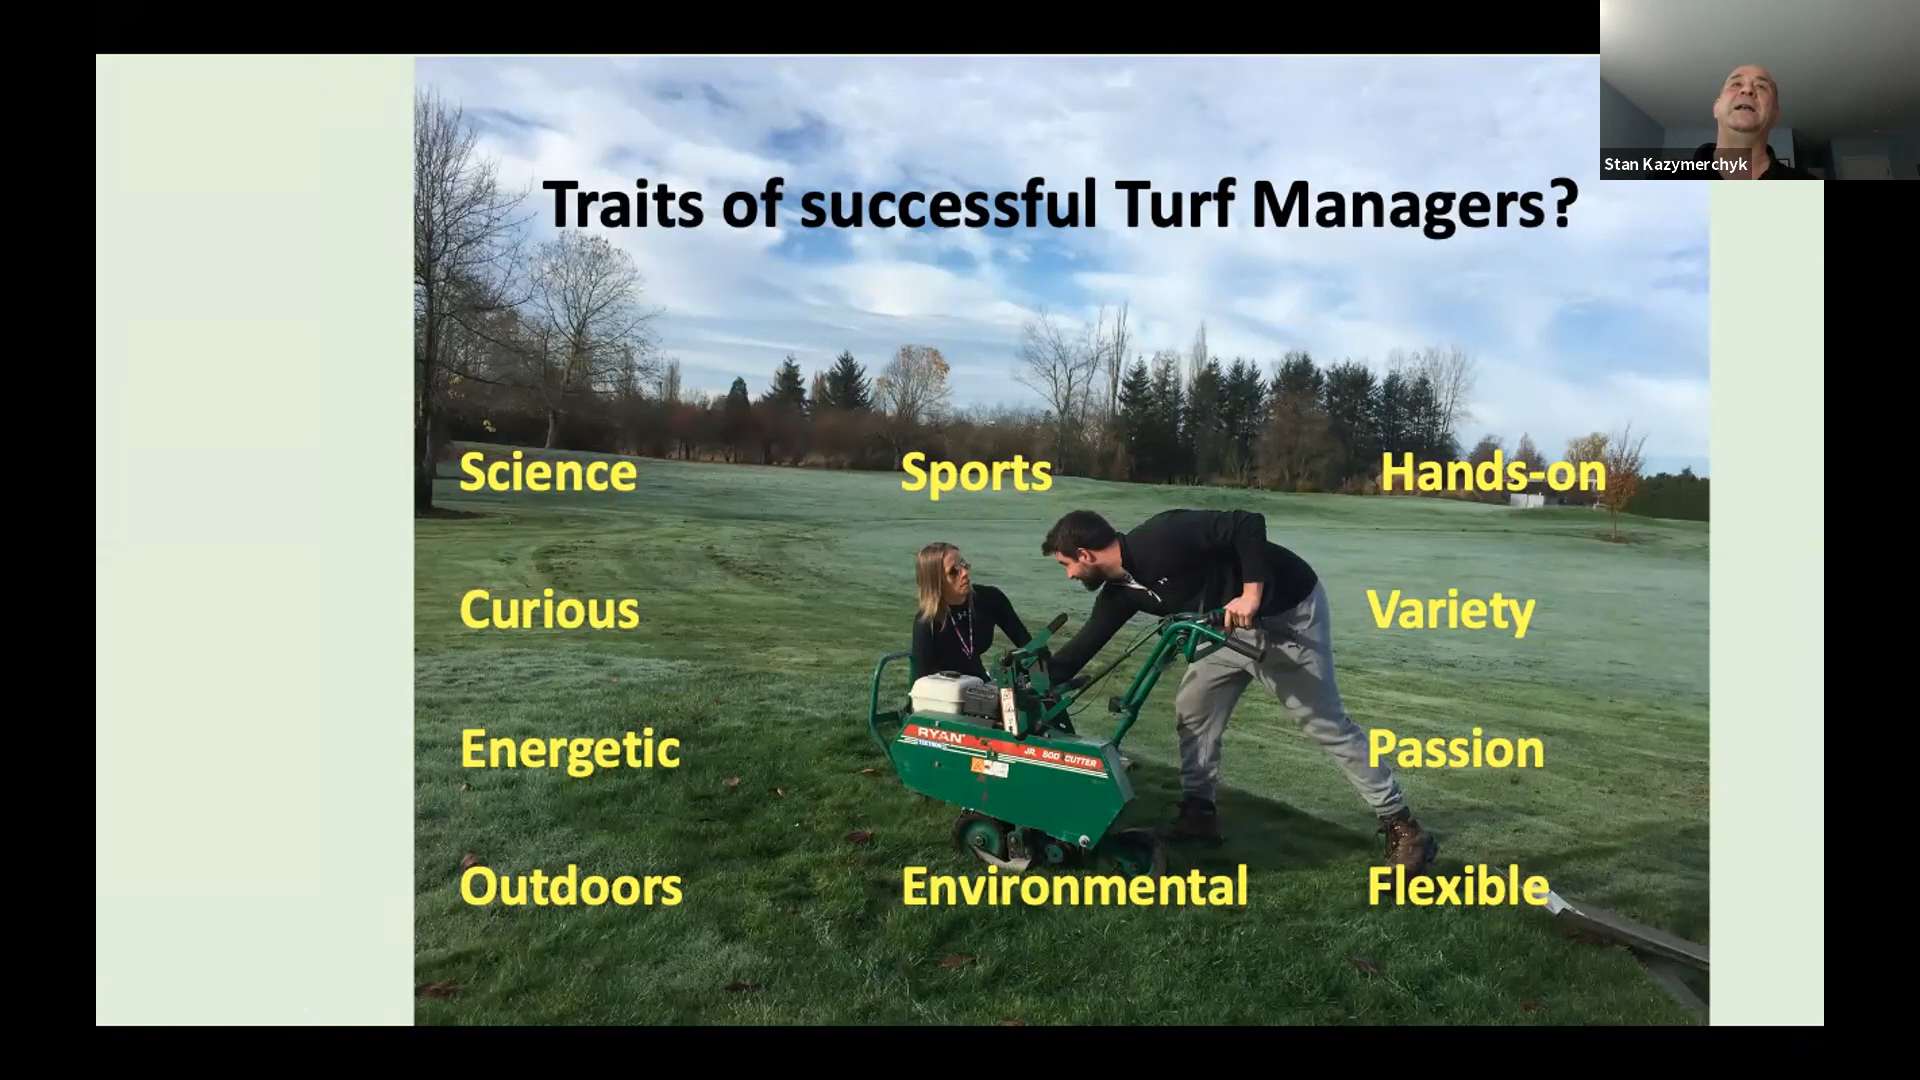 Stan Kazymerchyk
Traits of successful Turf Managers?
Science Sports Hands-on
Curious Variety
Energetic Passion
RYAN
JR. SOD CUTTER
Outdoors Environmental Flexible